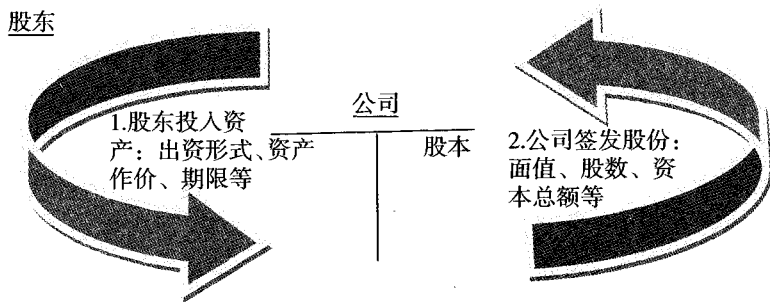 股东
公司
1.股东投入资
产：出资形式、资产
作价、期限等
股本
2.公司签发股份：
面值、股数、资
本总额等